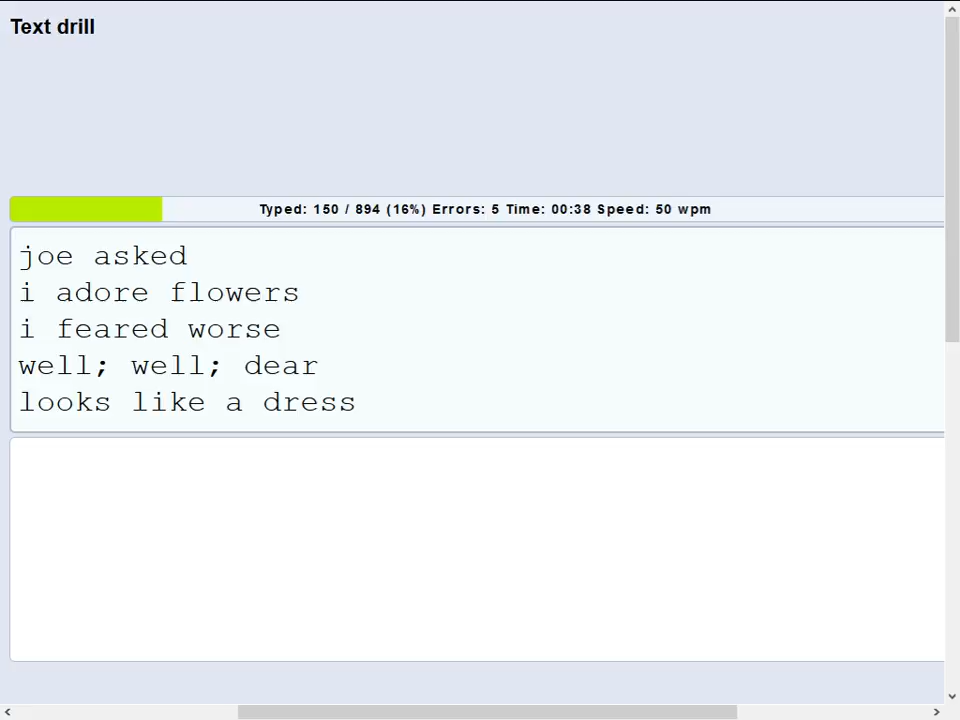 Text drill
Typed: 150 / 894 (16%) Errors: 5 Time: 00:38 Speed: 50 wpm
joe asked
i adore flowers
i feared worse
well; well; dear
looks like a dress